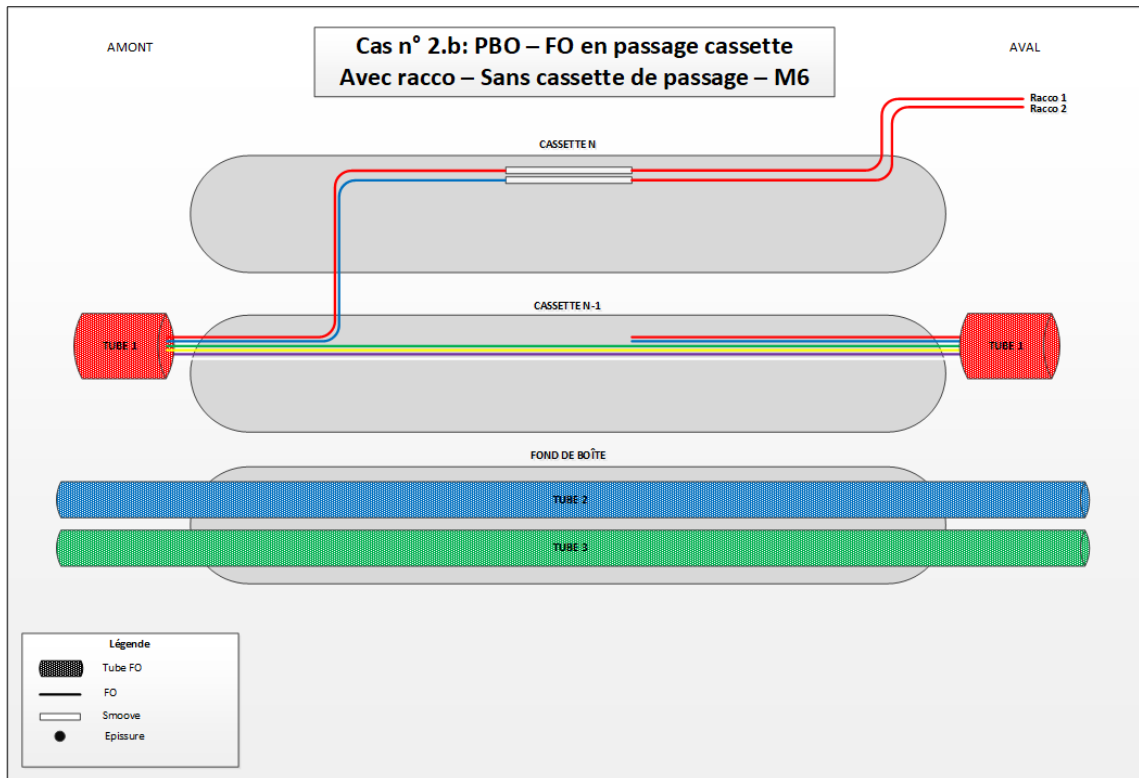 AMONT
Cas n° 2.b: PBO – FO en passage cassette
Avec racco – Sans cassette de passage – M6
AVAL
Racco 1
Racco 2
CASSETTE N
CASSETTE N-1
TUBE 1
TUBE 1
FOND DE BOÎTE
TUBE 2
TUBE 3
Légende
Tube FO
FO
Smoove
Epissure